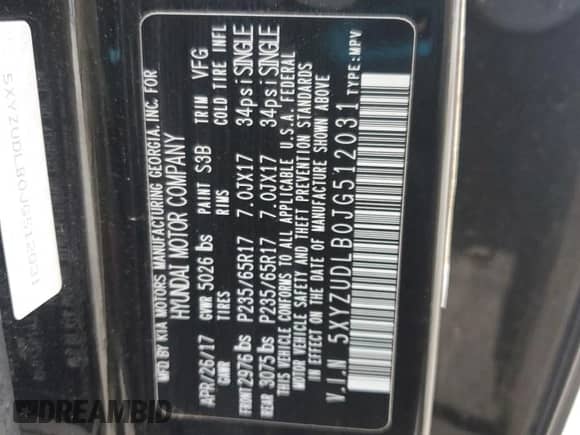 MFD BY KIA MOTORS MANUFACTURING GEORGIA, INC. FOR
HYUNDAI MOTOR COMPANY
APR/26/17 GVWR 5026 lbs PAINT S3B TRIM VFG
GAWR TIRES RIMS COLD TIRE INFL
FRONT 2976 lbs P235/65R17 7.0JX17 34psi SINGLE
REAR 3075 lbs P235/65R17 7.0JX17 34psi SINGLE
THIS VEHICLE CONFORMS TO ALL APPLICABLE U.S.A. FEDERAL
MOTOR VEHICLE SAFETY AND THEFT PREVENTION STANDARDS
IN EFFECT ON THE DATE OF MANUFACTURE SHOWN ABOVE
V.I.N 5XYZUDLB0JG512031 TYPE:MPV
5XYZUDLB0JG512031
DREAMBID